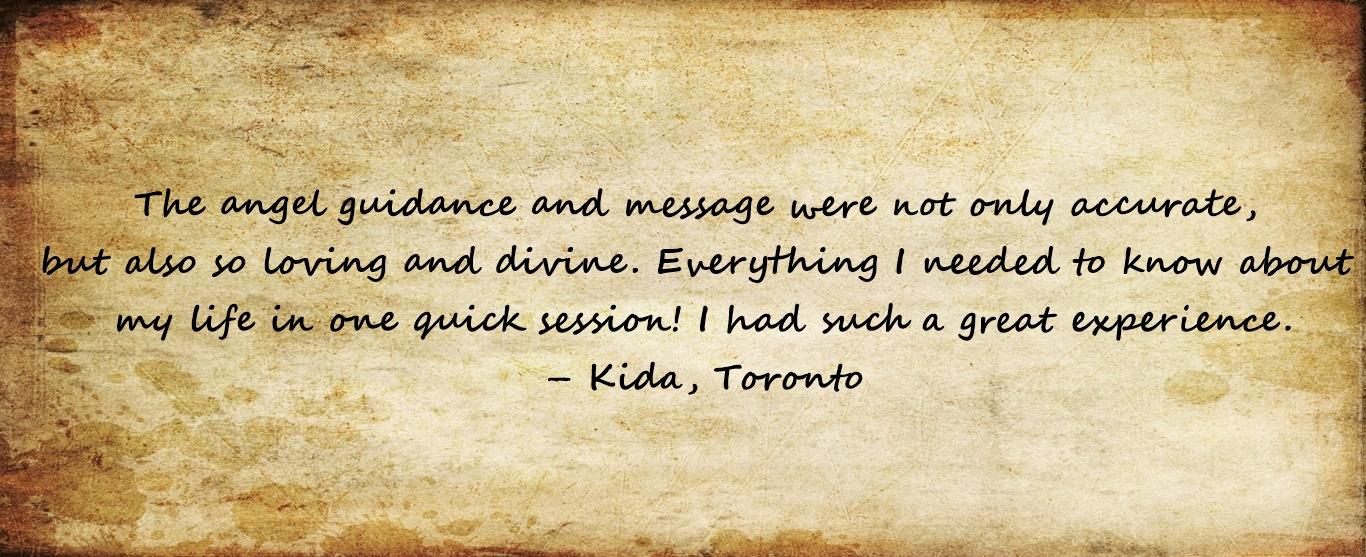 The angel guidance and message were not only accurate,
but also so loving and divine. Everything I needed to know about
my life in one quick session! I had such a great experience.
– Kida, Toronto